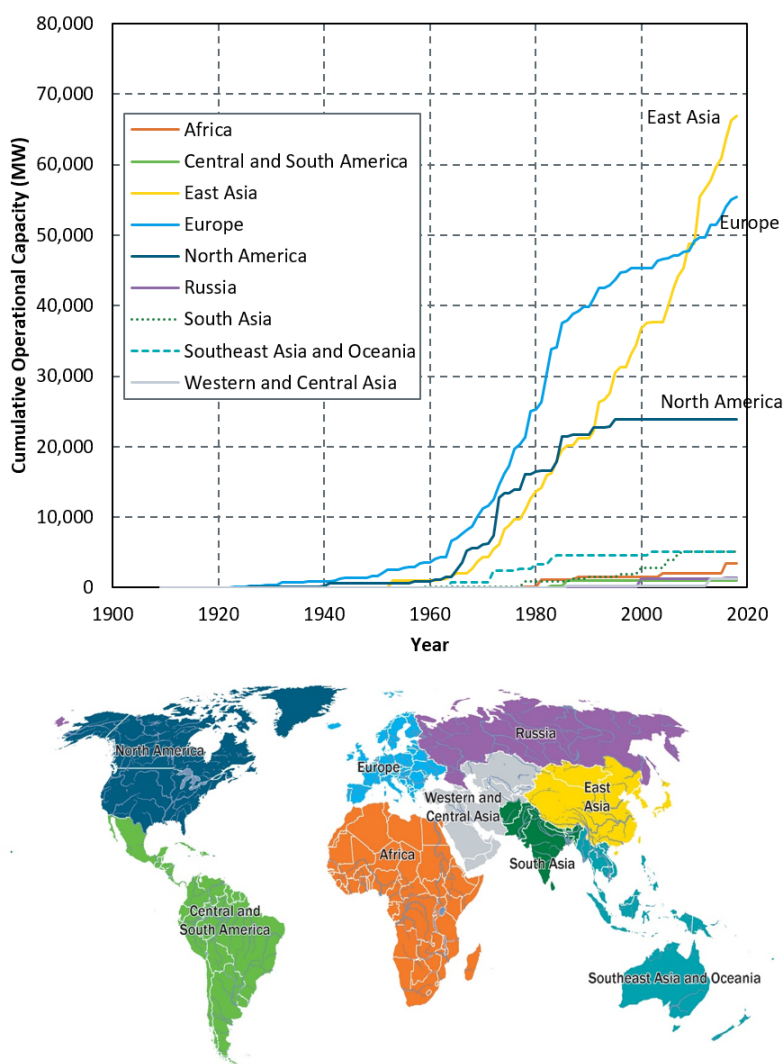 80,000
70,000
60,000
50,000
40,000
30,000
20,000
10,000
0
Cumulative Operational Capacity (MW)
Africa
Central and South America
East Asia
Europe
North America
Russia
South Asia
Southeast Asia and Oceania
Western and Central Asia
East Asia
Europe
North America
1900 1920 1940 1960 1980 2000 2020
Year
North America
Russia
Europe
East
Asia
Western and
Central Asia
South Asia
Africa
Central and
South America
Southeast Asia and Oceania